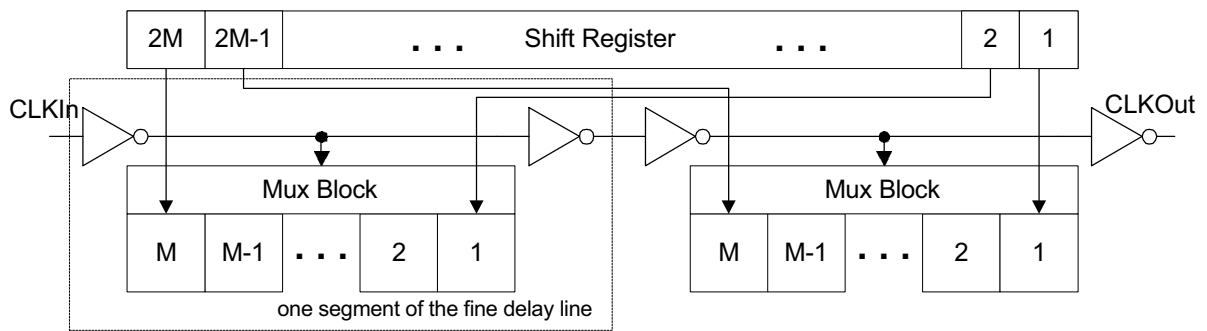 2M 2M-1 . . . Shift Register . . . 2 1
CLKIn CLKOut
Mux Block Mux Block
M M-1 . . . 2 1 M M-1 . . . 2 1
one segment of the fine delay line